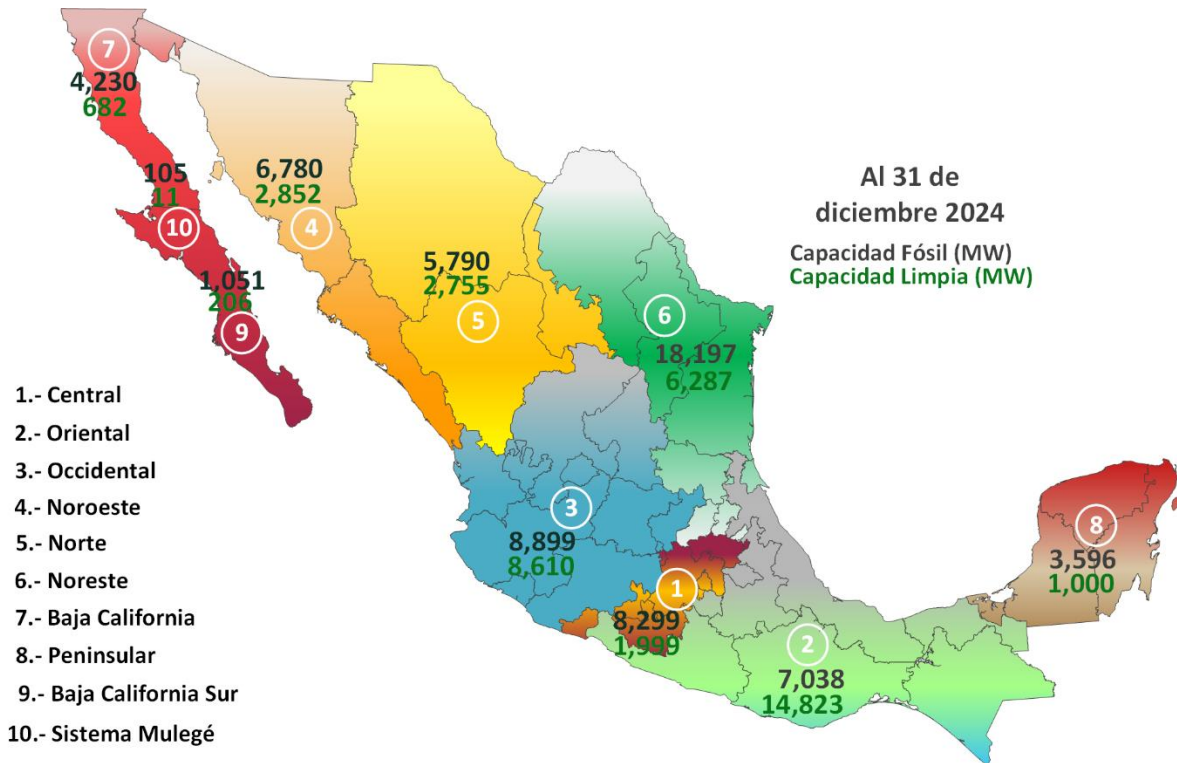 7
4,230
682
105
11
10
1,051
206
9
6,780
2,852
4
5,790
2,755
5
6
18,197
6,287
Al 31 de
diciembre 2024
Capacidad Fósil (MW)
Capacidad Limpia (MW)
1.- Central
2.- Oriental
3.- Occidental
4.- Noroeste
5.- Norte
6.- Noreste
7.- Baja California
8.- Peninsular
9.- Baja California Sur
10.- Sistema Mulegé
3
8,899
8,610
1
8,299
1,999
2
7,038
14,823
8
3,596
1,000